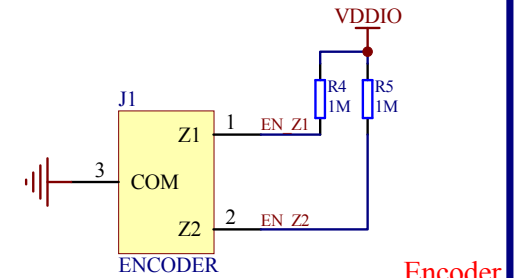 VDDIO
R4 R5
1M 1M
J1
Z1 1 EN_Z1
3 COM
Z2 2 EN_Z2
ENCODER
Encoder